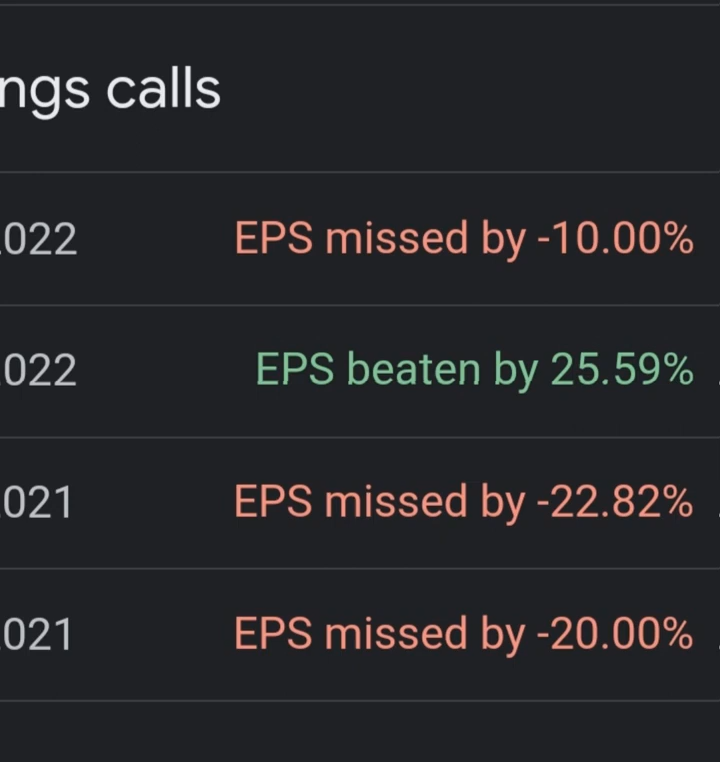 ngs calls
022 EPS missed by -10.00%
022 EPS beaten by 25.59%
021 EPS missed by -22.82%
021 EPS missed by -20.00%